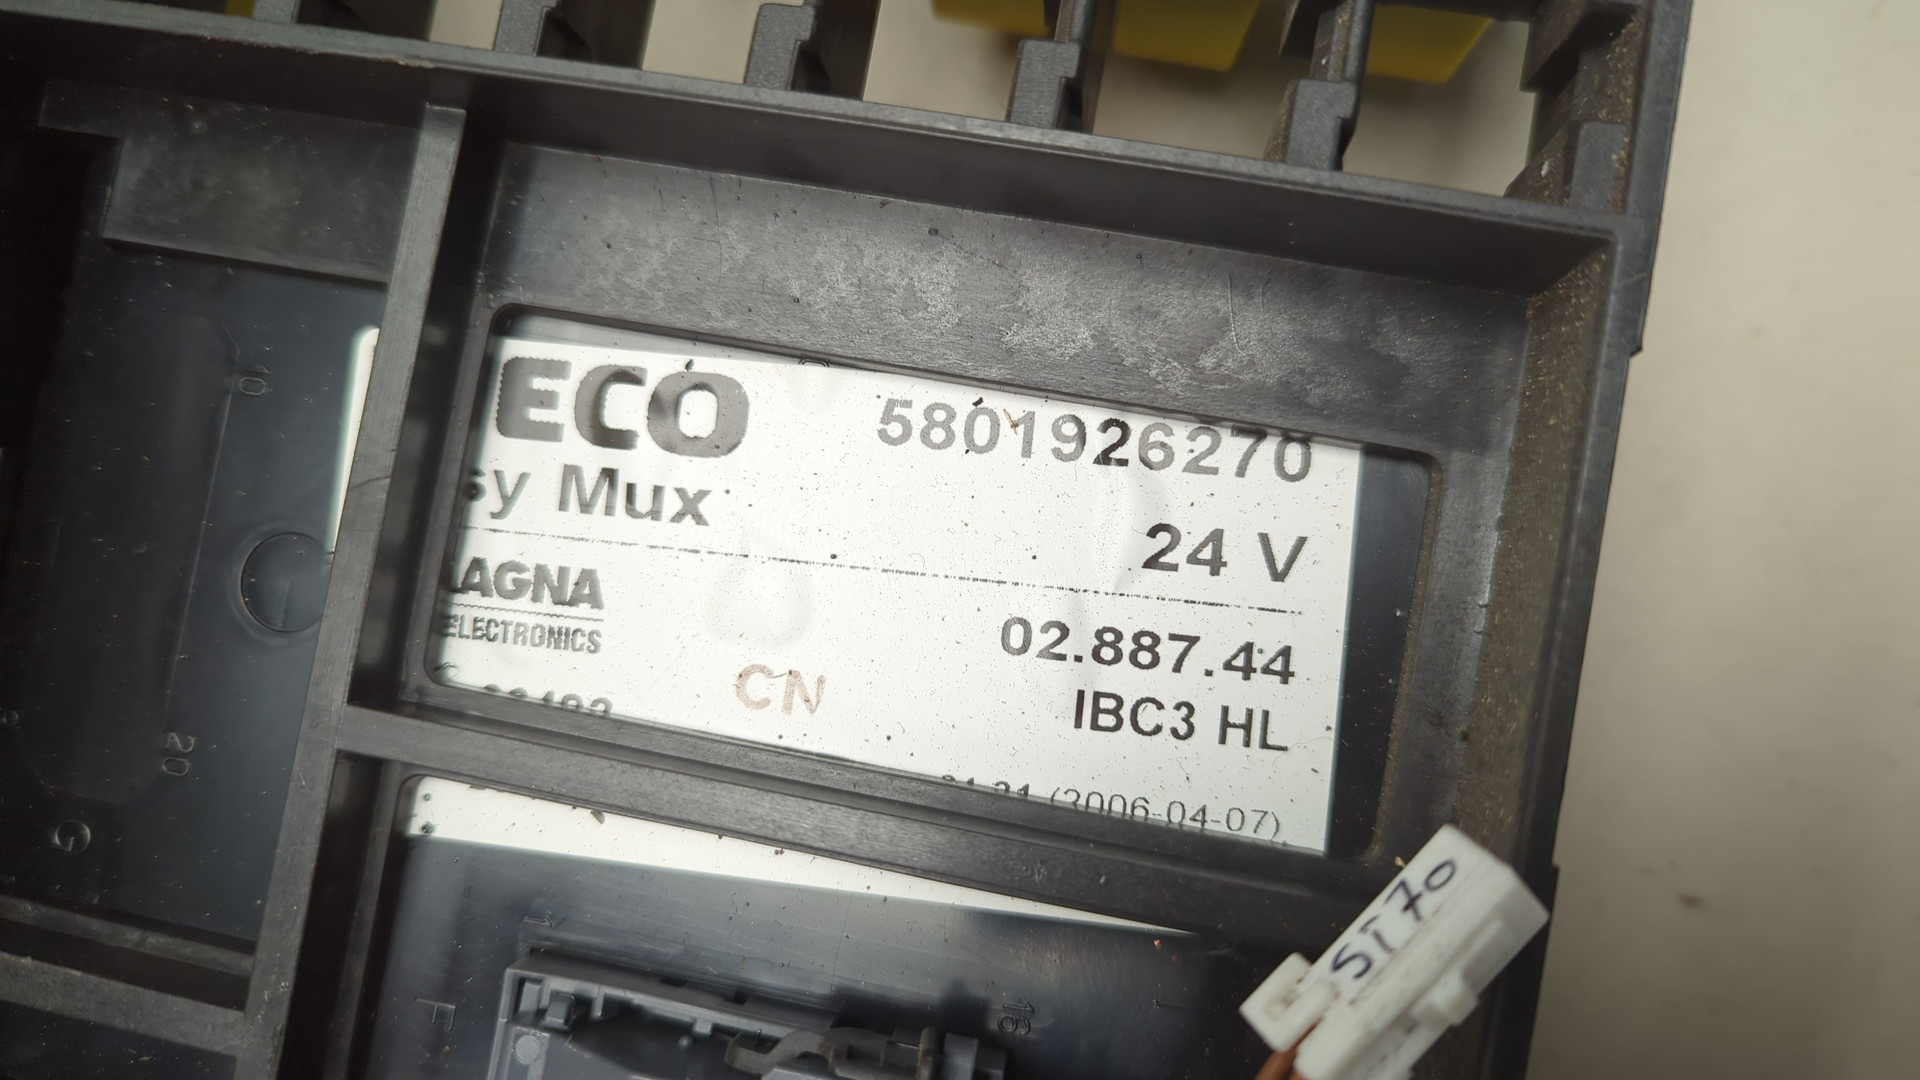 10
ECO 5801926270
sy Mux
24 V
AGNA
ELECTRONICS
02.887.44
CN
IBC3 HL
(2006-04-07)
20
G
ST70
1
F
16